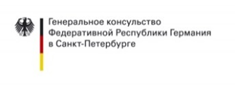 Генеральное консульство
Федеративной Республики Германия
в Санкт-Петербурге